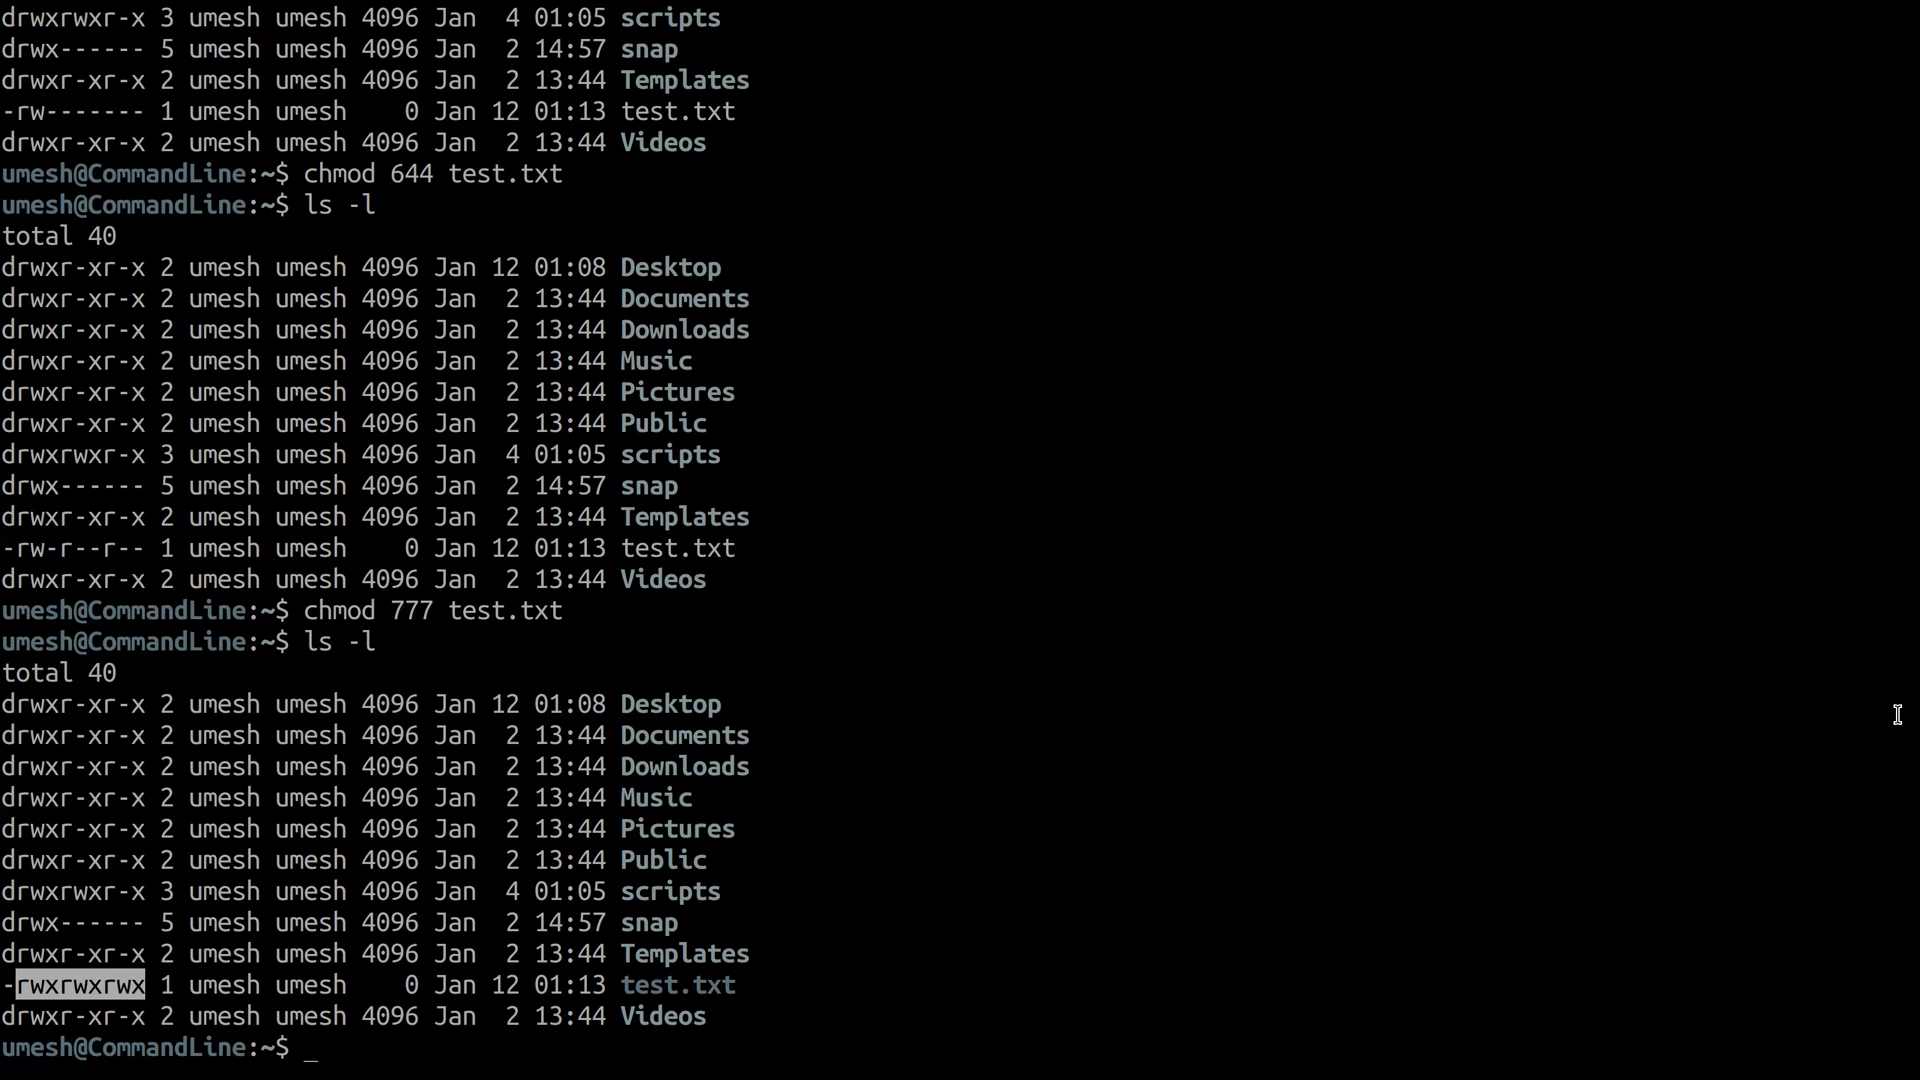 drwxrwxr-x 3 umesh umesh 4096 Jan  4 01:05 scripts
drwx------ 5 umesh umesh 4096 Jan  2 14:57 snap
drwxr-xr-x 2 umesh umesh 4096 Jan  2 13:44 Templates
-rw------- 1 umesh umesh    0 Jan 12 01:13 test.txt
drwxr-xr-x 2 umesh umesh 4096 Jan  2 13:44 Videos
umesh@CommandLine:~$ chmod 644 test.txt
umesh@CommandLine:~$ ls -l
total 40
drwxr-xr-x 2 umesh umesh 4096 Jan 12 01:08 Desktop
drwxr-xr-x 2 umesh umesh 4096 Jan  2 13:44 Documents
drwxr-xr-x 2 umesh umesh 4096 Jan  2 13:44 Downloads
drwxr-xr-x 2 umesh umesh 4096 Jan  2 13:44 Music
drwxr-xr-x 2 umesh umesh 4096 Jan  2 13:44 Pictures
drwxr-xr-x 2 umesh umesh 4096 Jan  2 13:44 Public
drwxrwxr-x 3 umesh umesh 4096 Jan  4 01:05 scripts
drwx------ 5 umesh umesh 4096 Jan  2 14:57 snap
drwxr-xr-x 2 umesh umesh 4096 Jan  2 13:44 Templates
-rw-r--r-- 1 umesh umesh    0 Jan 12 01:13 test.txt
drwxr-xr-x 2 umesh umesh 4096 Jan  2 13:44 Videos
umesh@CommandLine:~$ chmod 777 test.txt
umesh@CommandLine:~$ ls -l
total 40
drwxr-xr-x 2 umesh umesh 4096 Jan 12 01:08 Desktop
drwxr-xr-x 2 umesh umesh 4096 Jan  2 13:44 Documents
drwxr-xr-x 2 umesh umesh 4096 Jan  2 13:44 Downloads
drwxr-xr-x 2 umesh umesh 4096 Jan  2 13:44 Music
drwxr-xr-x 2 umesh umesh 4096 Jan  2 13:44 Pictures
drwxr-xr-x 2 umesh umesh 4096 Jan  2 13:44 Public
drwxrwxr-x 3 umesh umesh 4096 Jan  4 01:05 scripts
drwx------ 5 umesh umesh 4096 Jan  2 14:57 snap
drwxr-xr-x 2 umesh umesh 4096 Jan  2 13:44 Templates
-rwxrwxrwx 1 umesh umesh    0 Jan 12 01:13 test.txt
drwxr-xr-x 2 umesh umesh 4096 Jan  2 13:44 Videos
umesh@CommandLine:~$ _